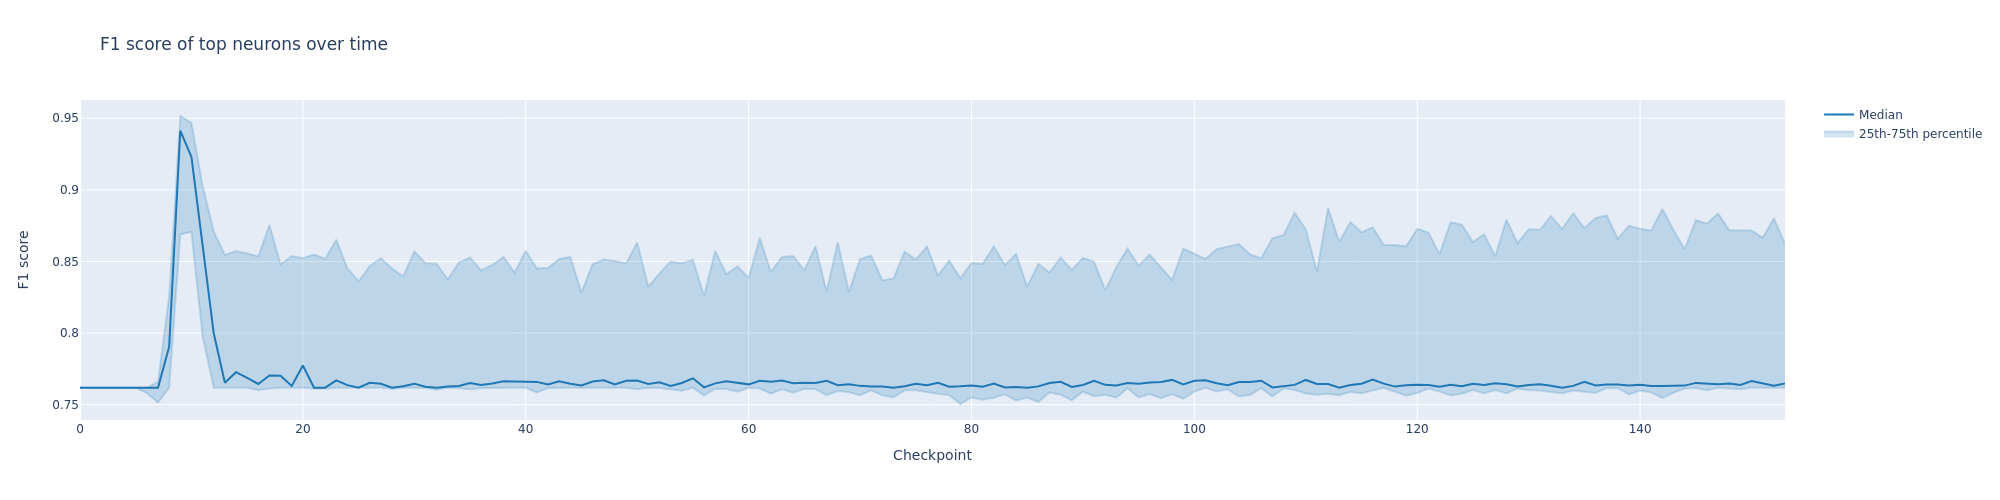 F1 score of top neurons over time
Median
25th-75th percentile
0.95
0.9
0.85
0.8
0.75
F1 score
0 20 40 60 80 100 120 140
Checkpoint